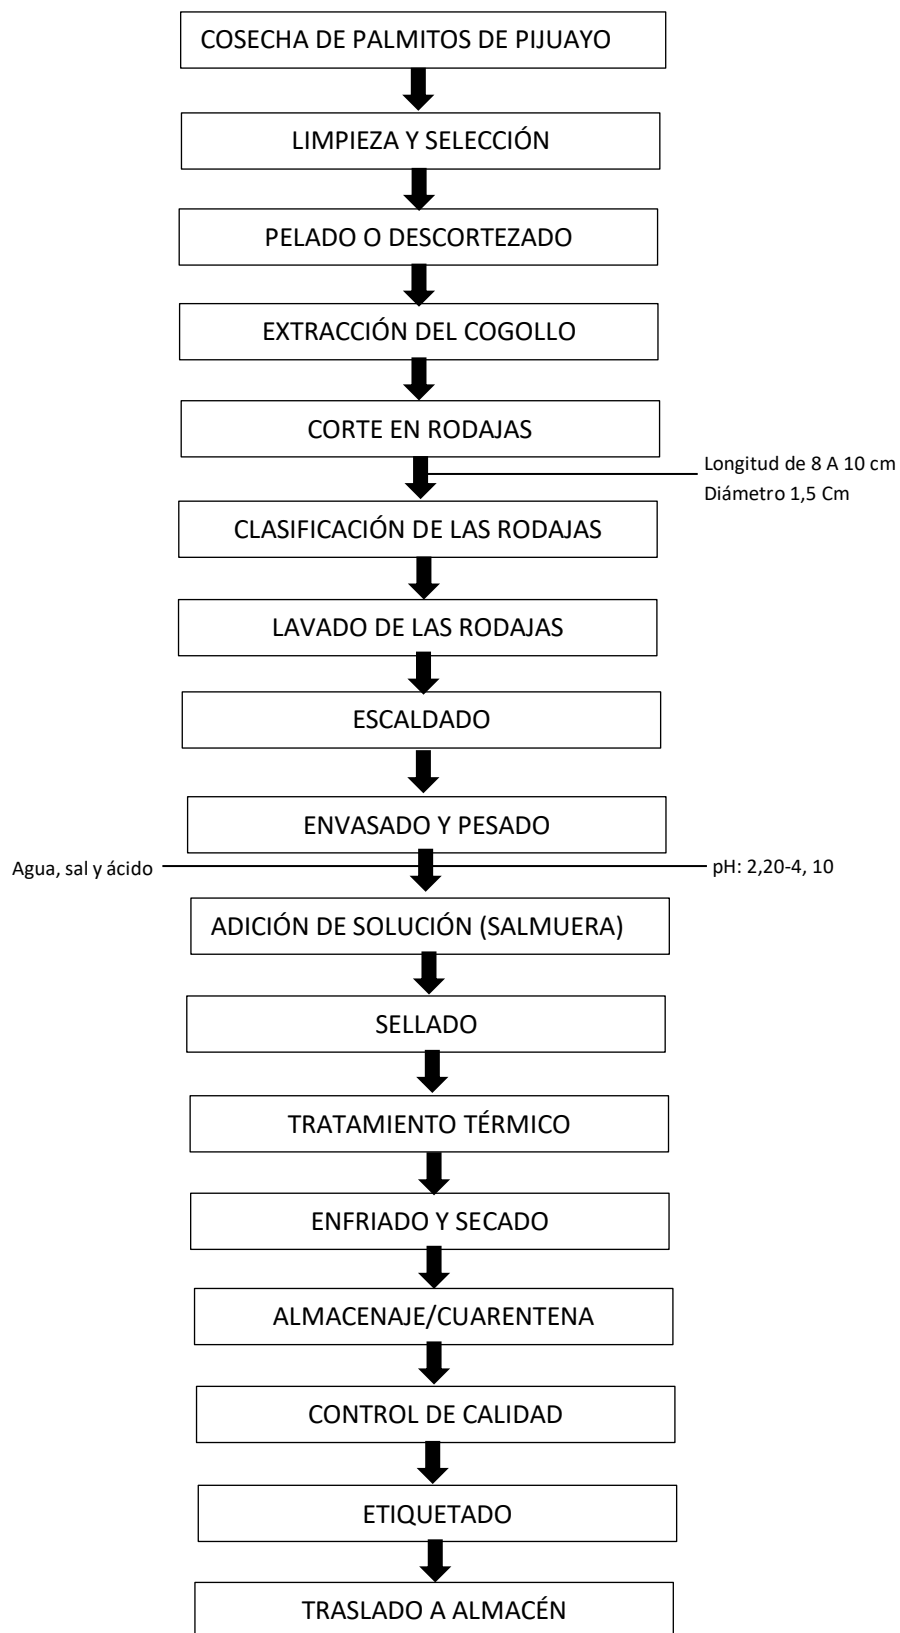 COSECHA DE PALMITOS DE PIJUAYO
LIMPIEZA Y SELECCIÓN
PELADO O DESCORTEZADO
EXTRACCIÓN DEL COGOLLO
CORTE EN RODAJAS
Longitud de 8 A 10 cm
Diámetro 1,5 Cm
CLASIFICACIÓN DE LAS RODAJAS
LAVADO DE LAS RODAJAS
ESCALDADO
ENVASADO Y PESADO
Agua, sal y ácido
pH: 2,20-4, 10
ADICIÓN DE SOLUCIÓN (SALMUERA)
SELLADO
TRATAMIENTO TÉRMICO
ENFRIADO Y SECADO
ALMACENAJE/CUARENTENA
CONTROL DE CALIDAD
ETIQUETADO
TRASLADO A ALMACÉN